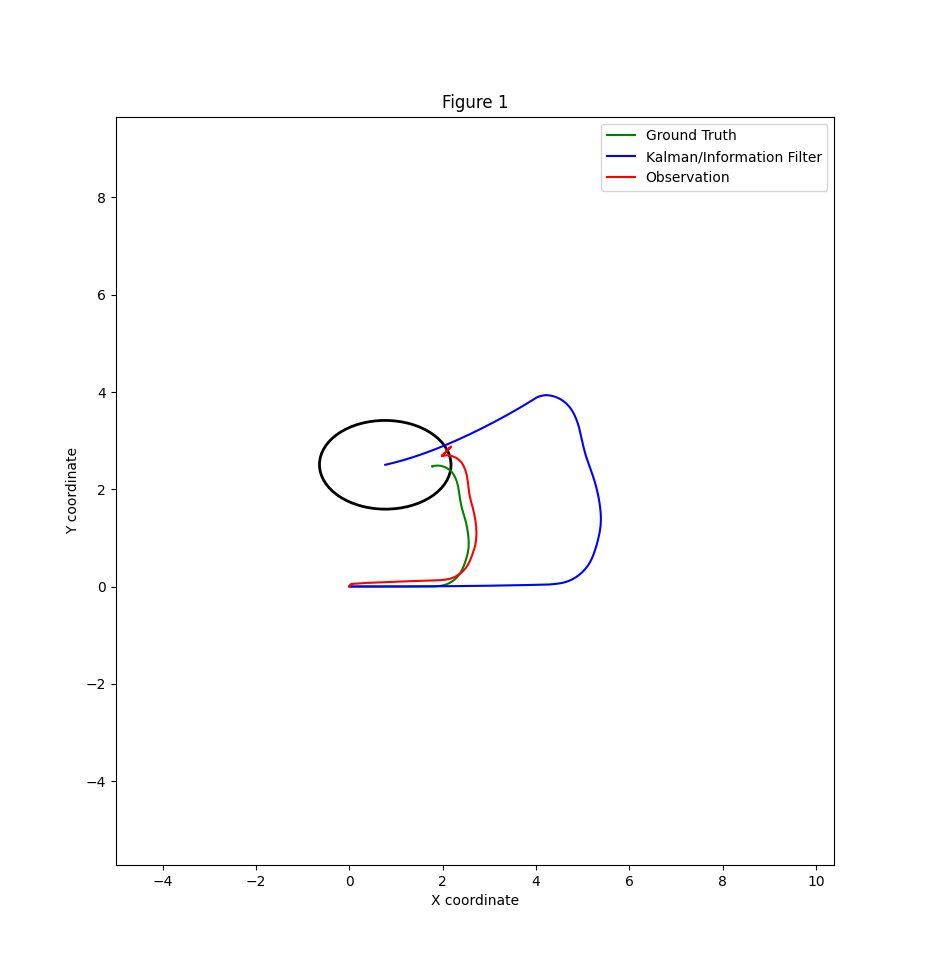 Figure 1
Ground Truth
Kalman/Information Filter
Observation
8
6
4
2
0
−2
−4
Y coordinate
−4 −2 0 2 4 6 8 10
X coordinate